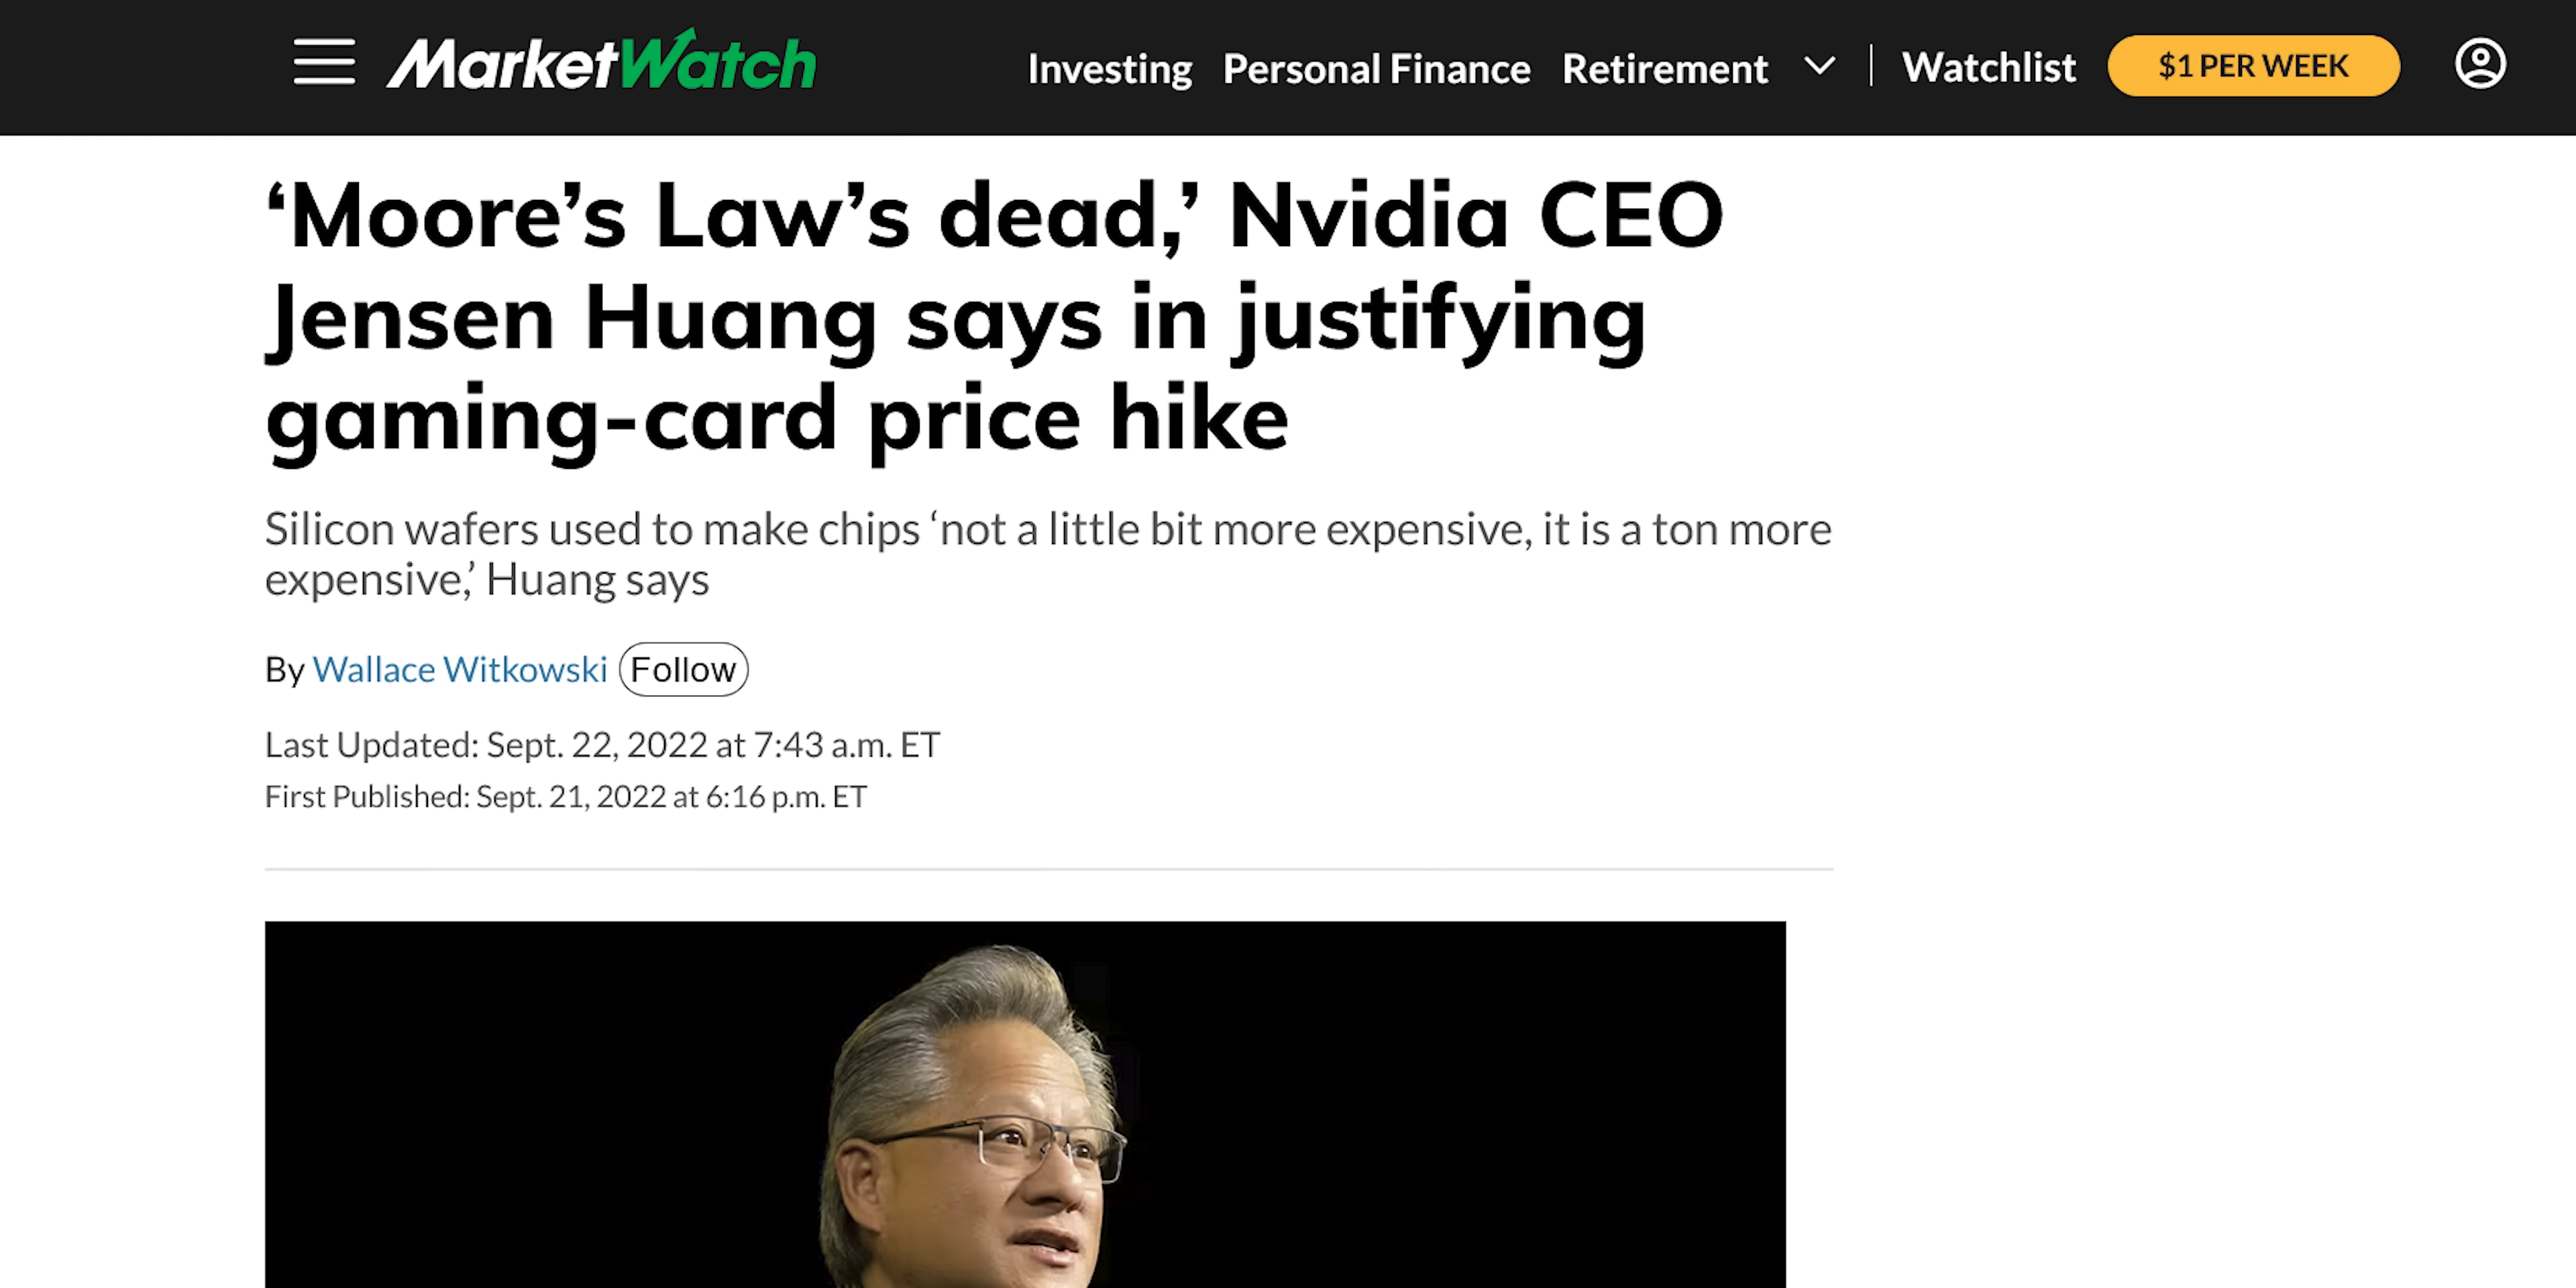 MarketWatch
Investing Personal Finance Retirement Watchlist $1 PER WEEK
‘Moore’s Law’s dead,’ Nvidia CEO
Jensen Huang says in justifying
gaming-card price hike
Silicon wafers used to make chips ‘not a little bit more expensive, it is a ton more
expensive,’ Huang says
By Wallace Witkowski Follow
Last Updated: Sept. 22, 2022 at 7:43 a.m. ET
First Published: Sept. 21, 2022 at 6:16 p.m. ET